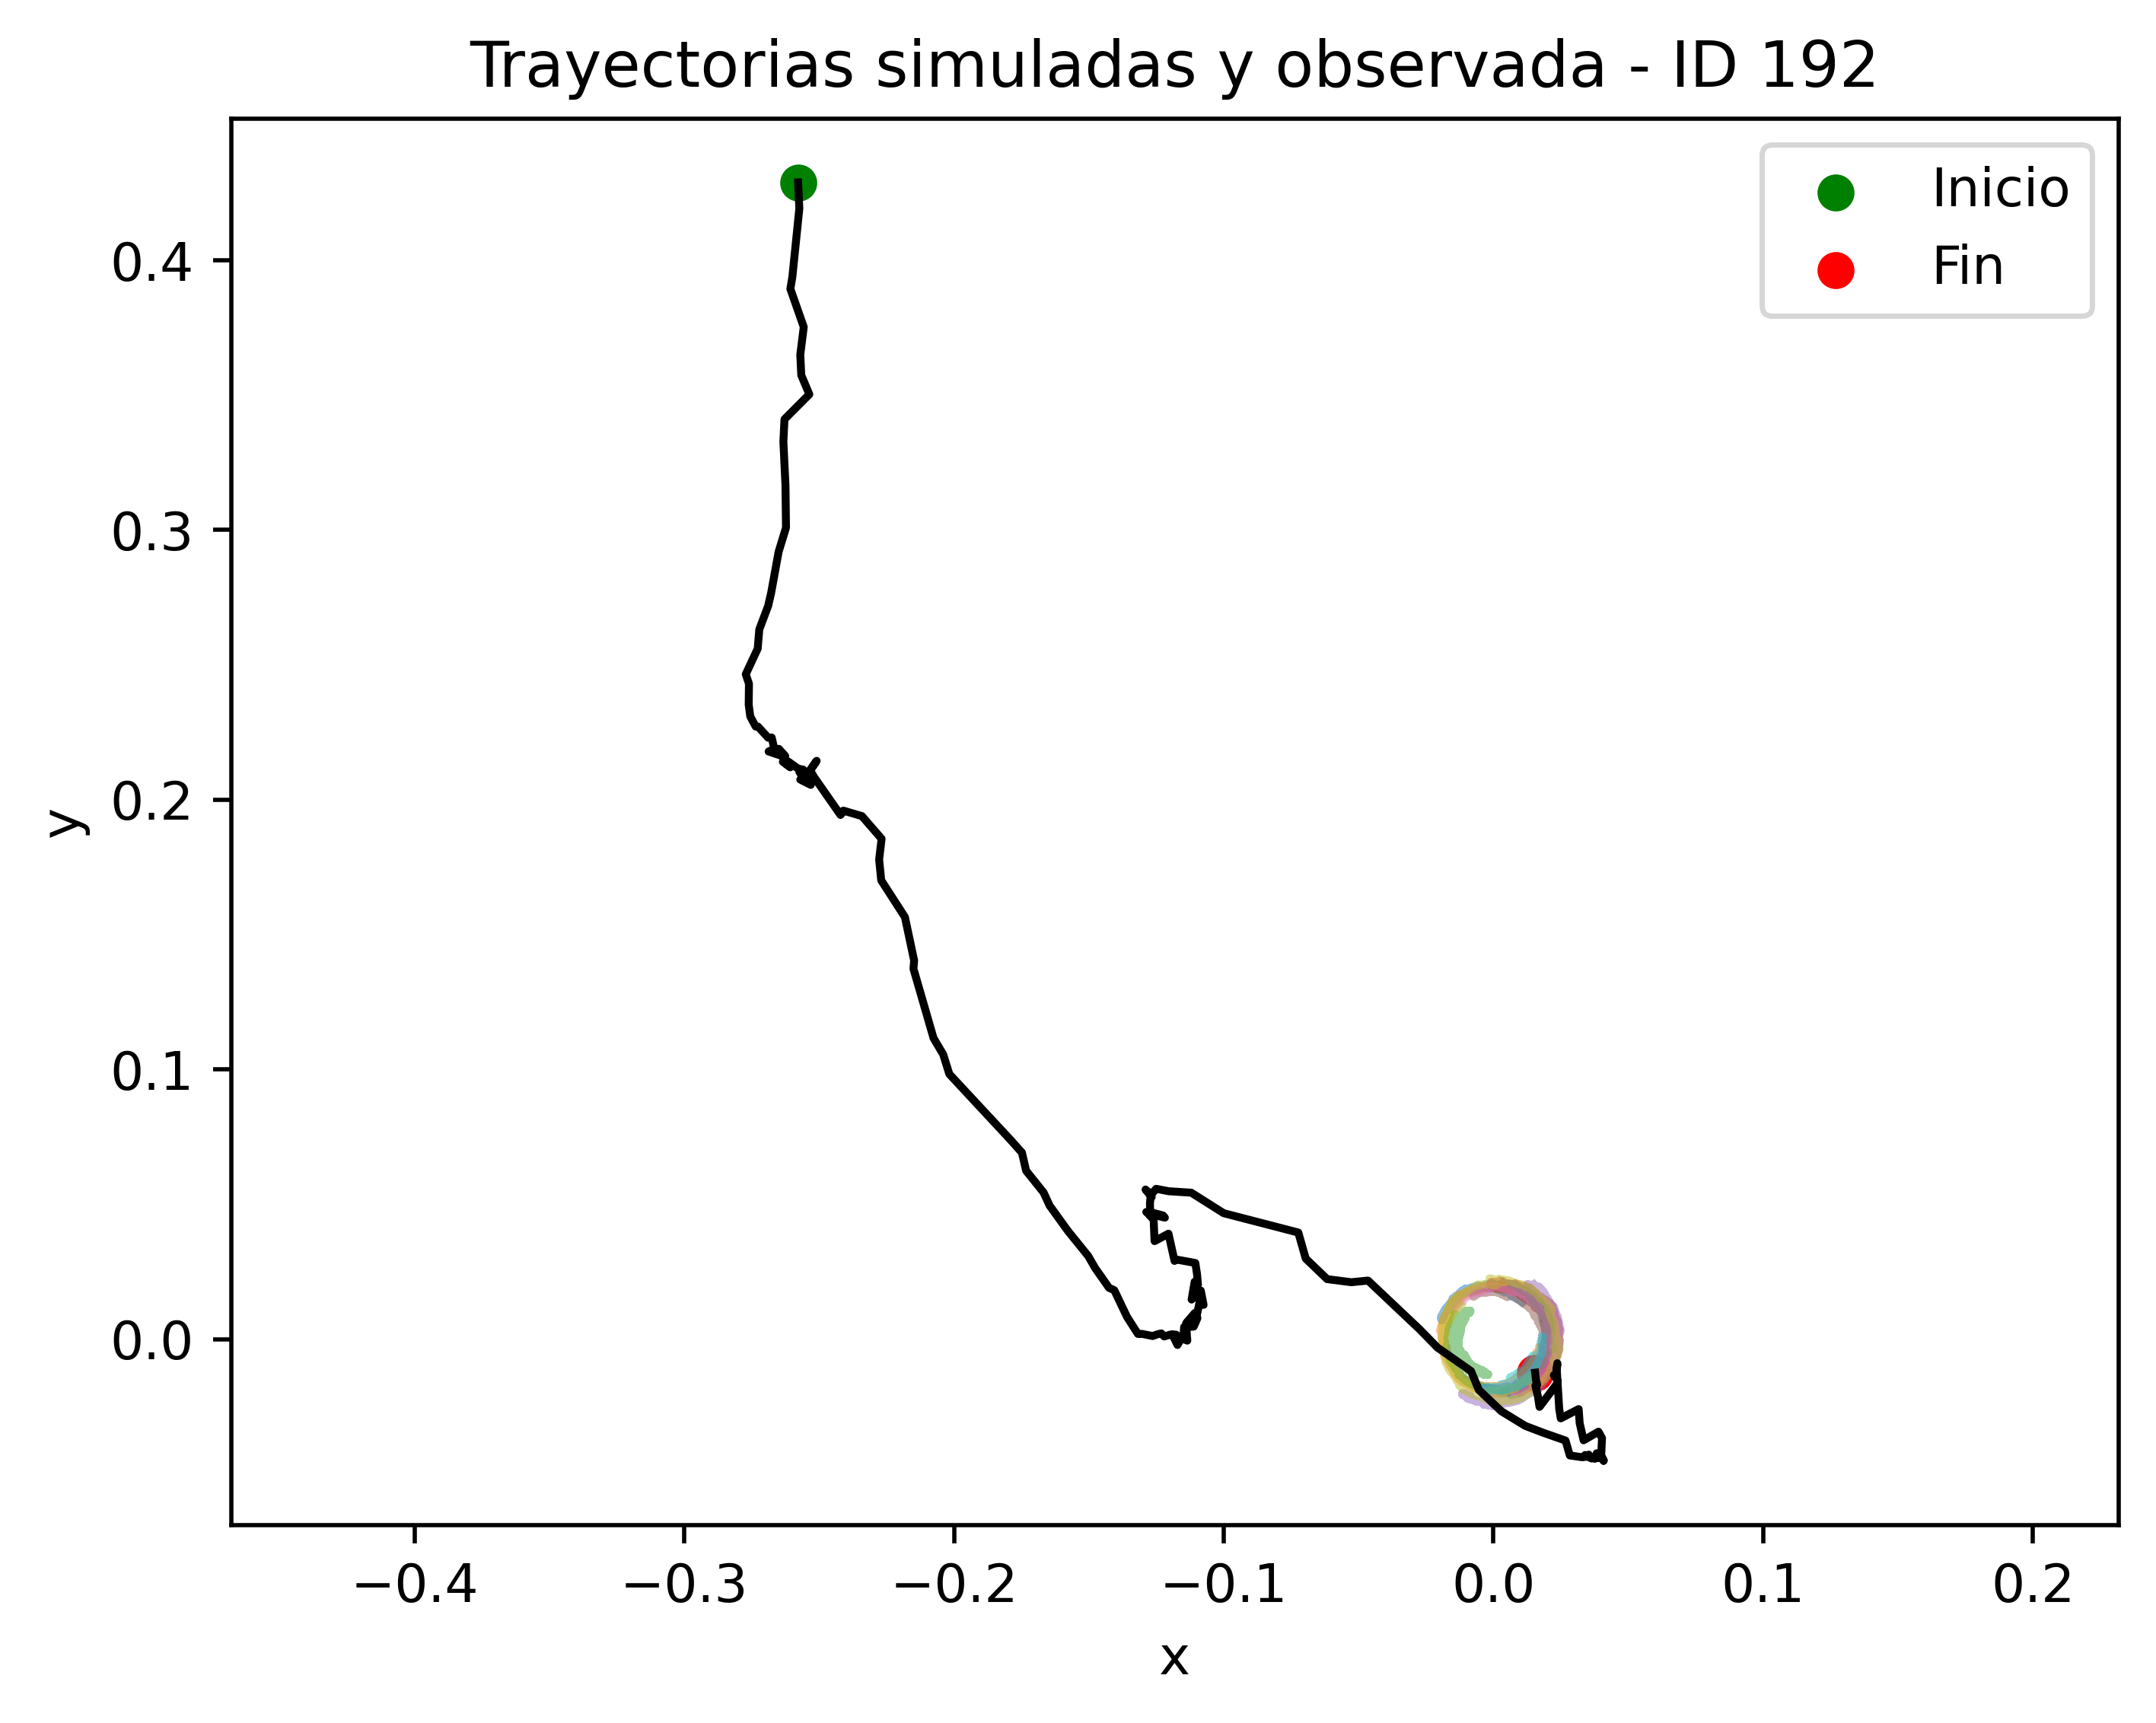 Trayectorias simuladas y observada - ID 192
Inicio
Fin
y
0.4
0.3
0.2
0.1
0.0
−0.4 −0.3 −0.2 −0.1 0.0 0.1 0.2
x